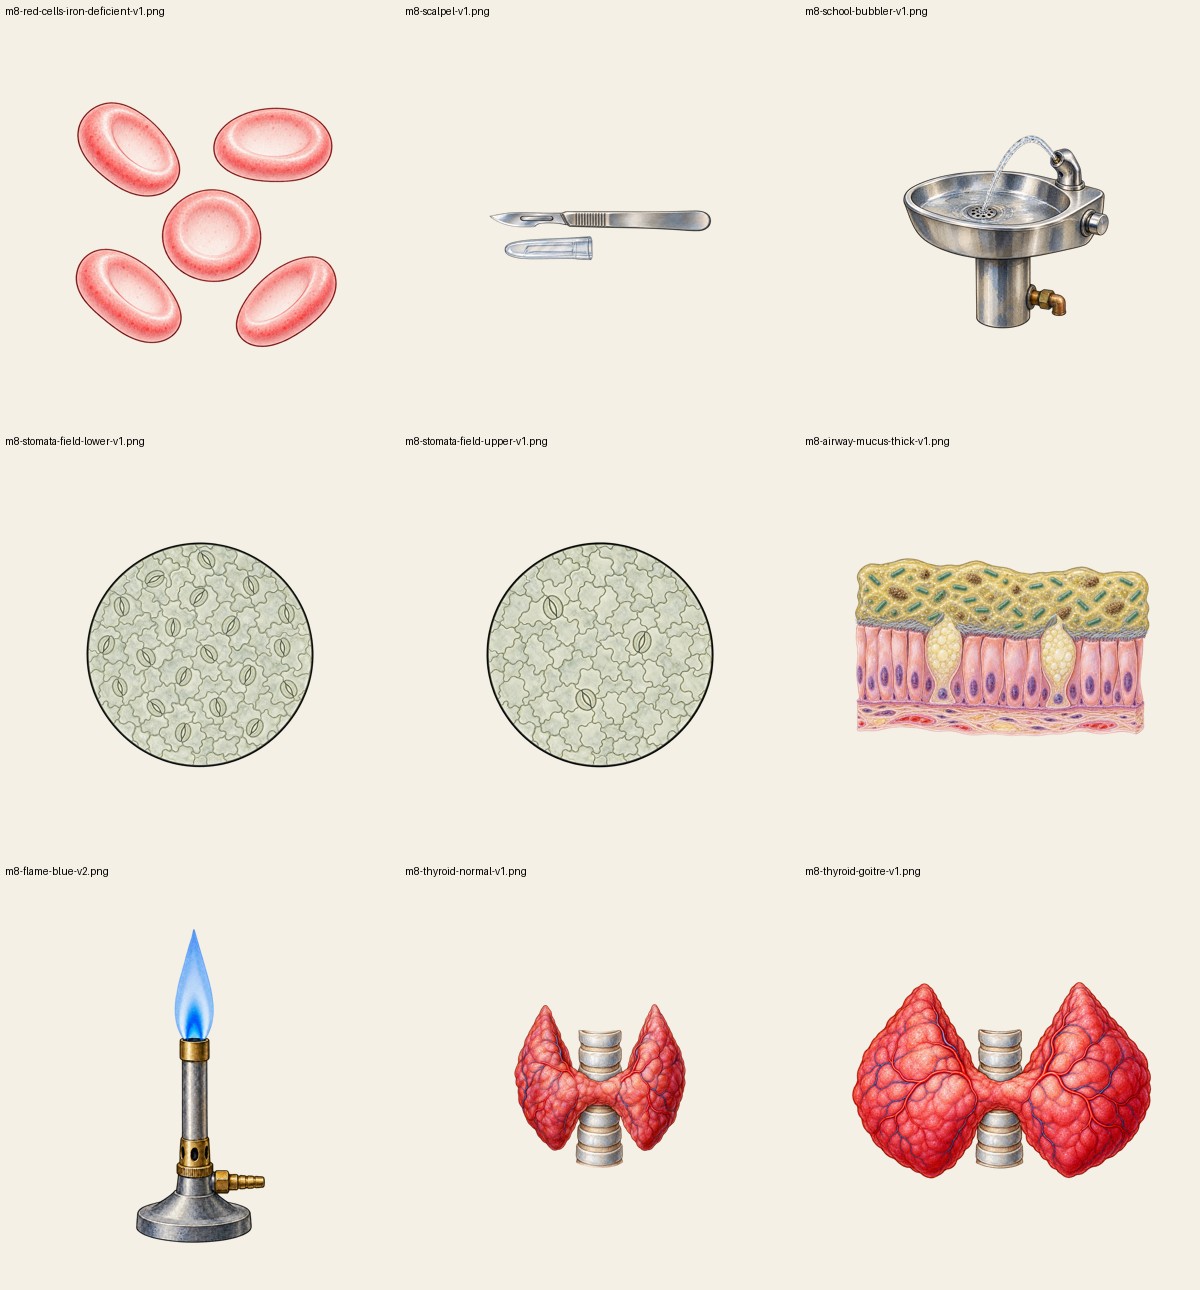 m8-red-cells-iron-deficient-v1.png
m8-scalpel-v1.png
m8-school-bubbler-v1.png
m8-stomata-field-lower-v1.png
m8-stomata-field-upper-v1.png
m8-airway-mucus-thick-v1.png
m8-flame-blue-v2.png
m8-thyroid-normal-v1.png
m8-thyroid-goitre-v1.png